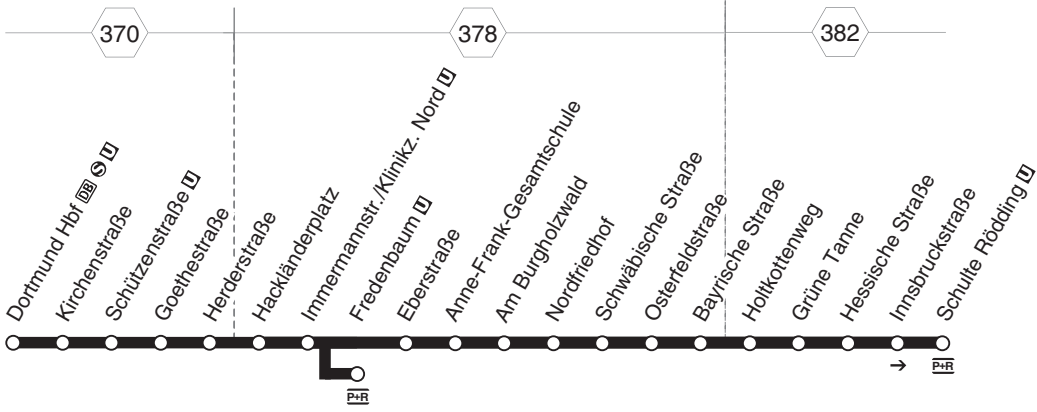 370
378
382
Dortmund Hbf DB S U
Kirchenstraße
Schützenstraße U
Goethestraße
Herderstraße
Hackländerplatz
Immermannstr./Klinikz. Nord U
Fredenbaum U
Eberstraße
Anne-Frank-Gesamtschule
Am Burgholzwald
Nordfriedhof
Schwäbische Straße
Osterfeldstraße
Bayrische Straße
Holtkottenweg
Grüne Tanne
Hessische Straße
Innsbruckstraße
Schulte Rödding U
P+R
P+R